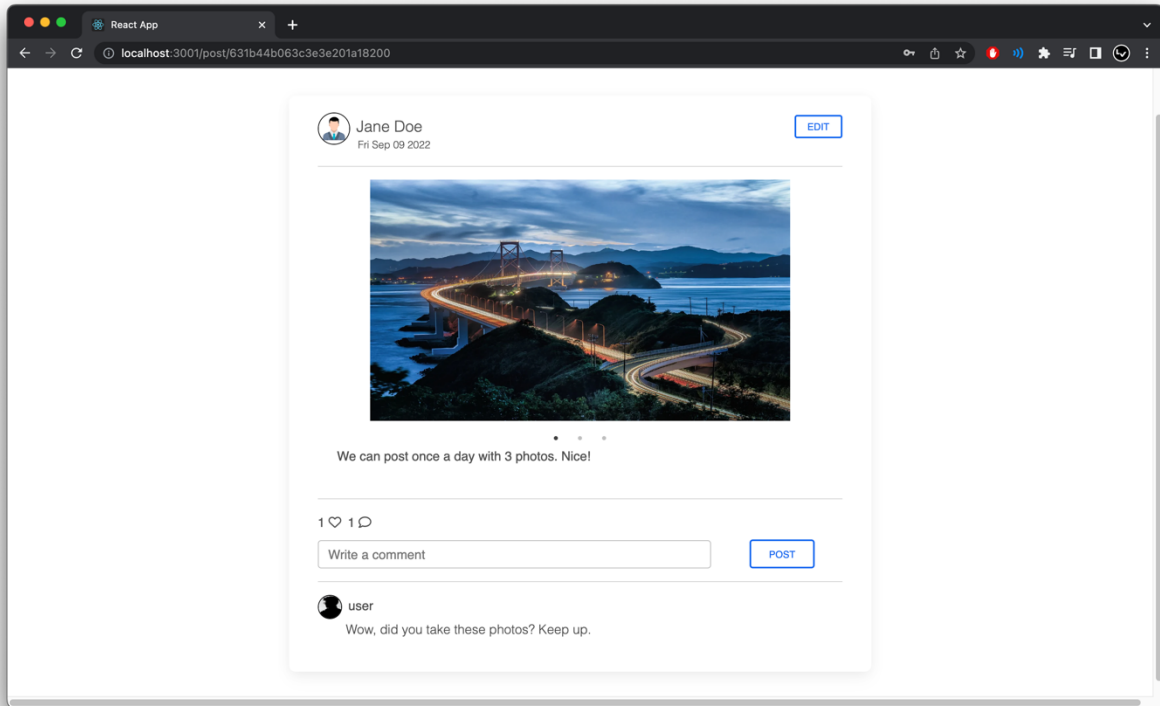 React App
localhost:3001/post/631b44b063c3e3e201a18200
Jane Doe
EDIT
Fri Sep 09 2022
We can post once a day with 3 photos. Nice!
1 1
Write a comment
POST
user
Wow, did you take these photos? Keep up.